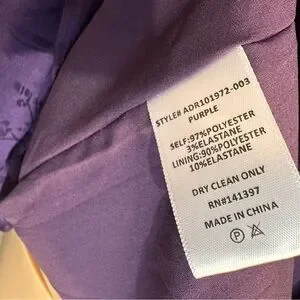 STYLE# ADR101972-003
PURPLE
SELF:97%POLYESTER
3%ELASTANE
LINING:90%POLYESTER
10%ELASTANE
DRY CLEAN ONLY
RN#141397
MADE IN CHINA
P